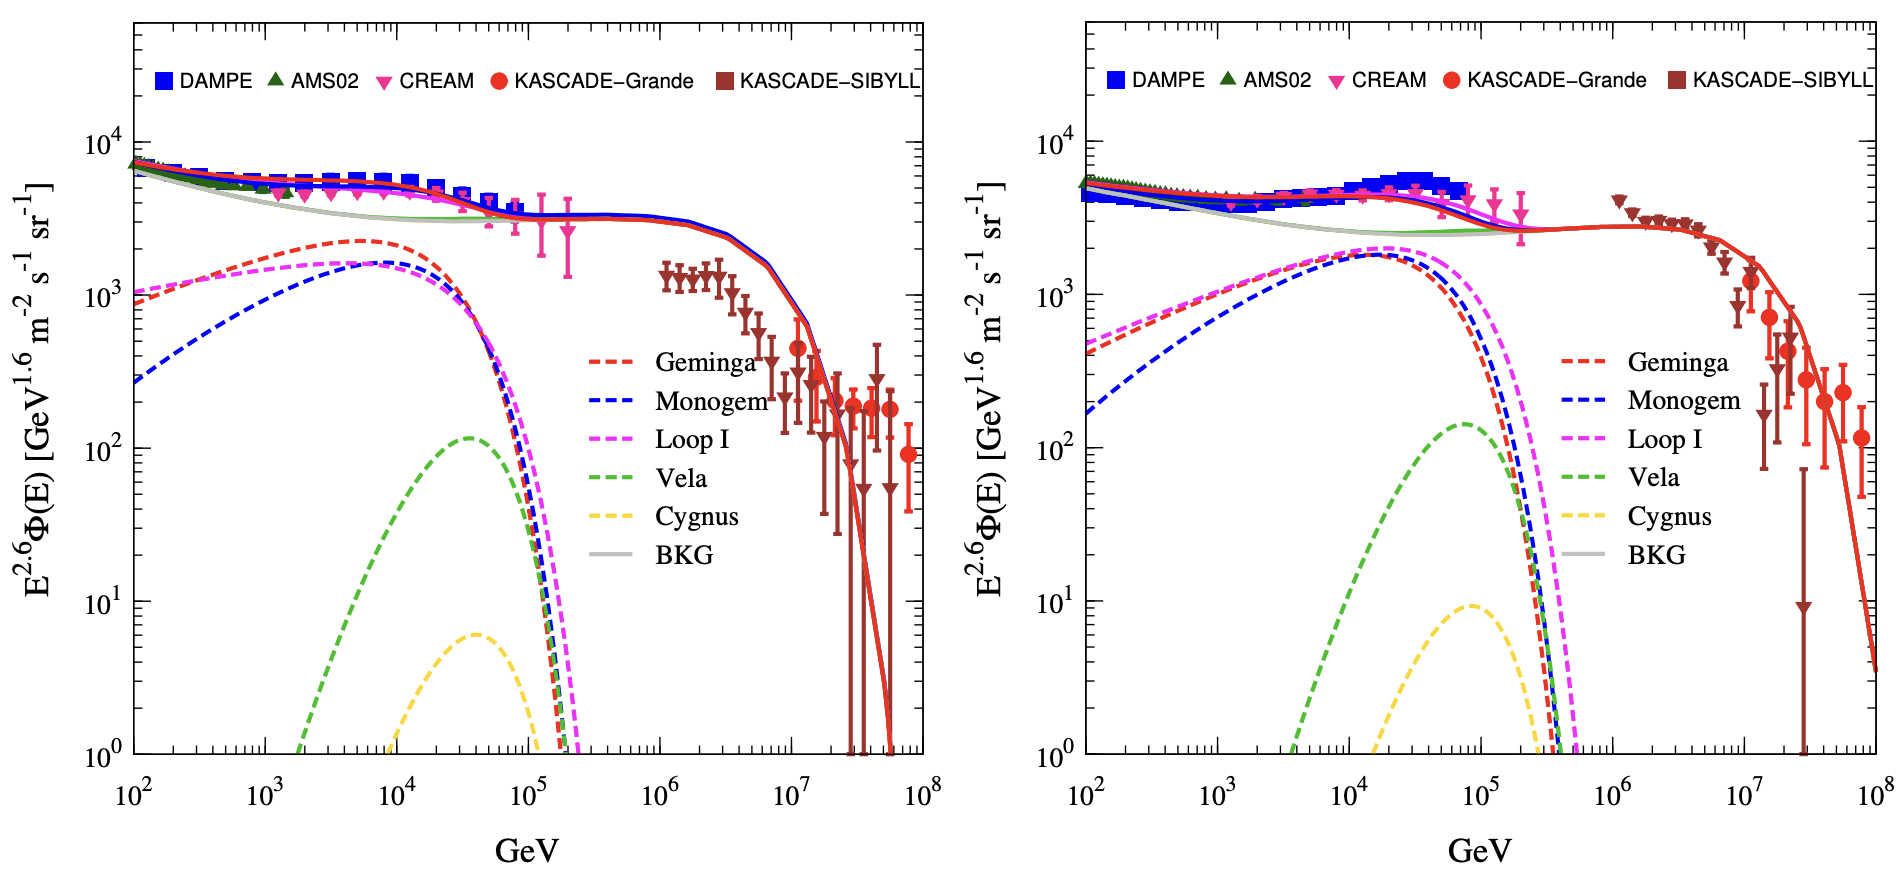 DAMPE AMS02 CREAM KASCADE−Grande KASCADE−SIBYLL
10^4
10^3
10^2
10^1
10^0
E^2.6Φ(E) [GeV^1.6 m^-2 s^-1 sr^-1]
Geminga
Monogem
Loop I
Vela
Cygnus
BKG
10^2 10^3 10^4 10^5 10^6 10^7 10^8
GeV
DAMPE AMS02 CREAM KASCADE−Grande KASCADE−SIBYLL
10^4
10^3
10^2
10^1
10^0
E^2.6Φ(E) [GeV^1.6 m^-2 s^-1 sr^-1]
Geminga
Monogem
Loop I
Vela
Cygnus
BKG
10^2 10^3 10^4 10^5 10^6 10^7 10^8
GeV